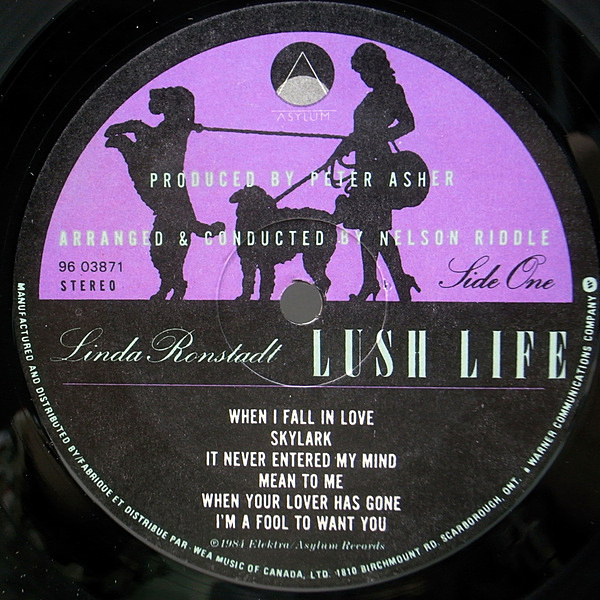 ASYLUM
PRODUCED BY PETER ASHER
ARRANGED & CONDUCTED BY NELSON RIDDLE
96 03871
STEREO
Side One
Linda Ronstadt LUSH LIFE
WHEN I FALL IN LOVE
SKYLARK
IT NEVER ENTERED MY MIND
MEAN TO ME
WHEN YOUR LOVER HAS GONE
I'M A FOOL TO WANT YOU
℗©1984 Elektra/Asylum Records
MANUFACTURED AND DISTRIBUTED BY/FABRIQUE ET DISTRIBUE PAR WEA MUSIC OF CANADA, LTD. 1810 BIRCHMOUNT RD. SCARBOROUGH, ONT. A WARNER COMMUNICATIONS COMPANY